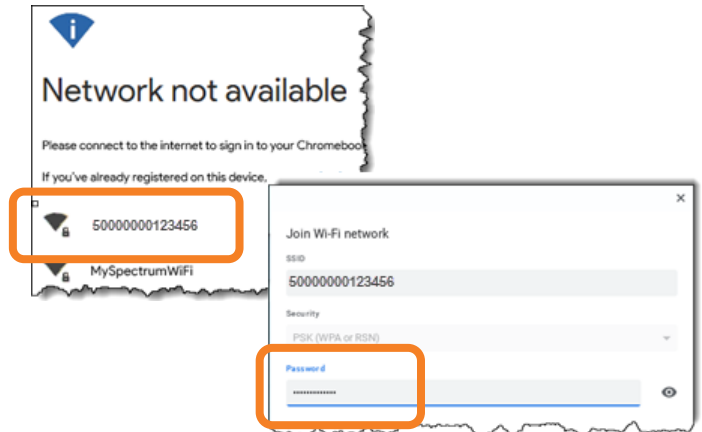 Network not available
Please connect to the internet to sign in to your Chromeboo
If you've already registered on this device,
50000000123456
MySpectrumWiFi
Join Wi-Fi network
SSID
50000000123456
Security
PSK (WPA or RSN)
Password